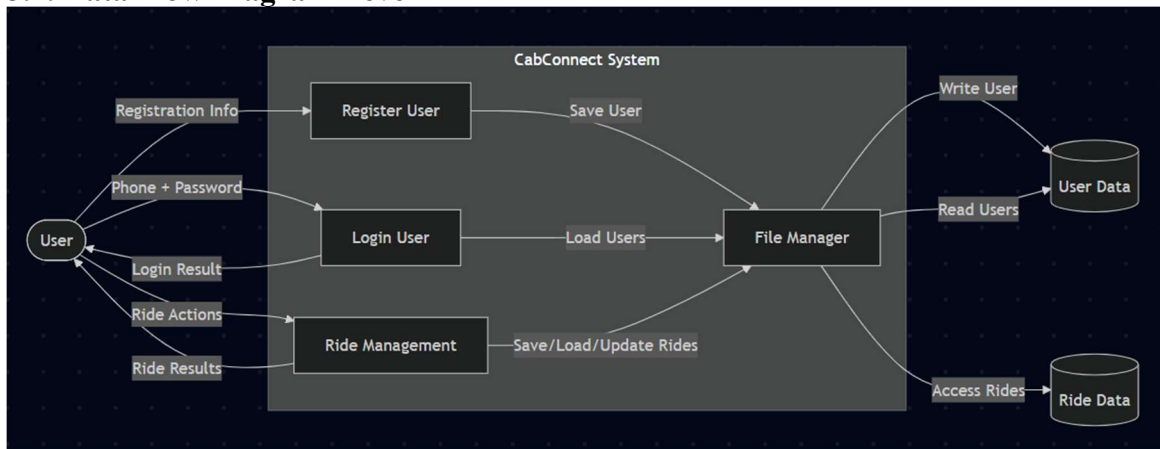 CabConnect System
Registration Info
Register User
Save User
Write User
Phone + Password
User Data
User
Login User
Load Users
File Manager
Read Users
Login Result
Ride Actions
Ride Management
Save/Load/Update Rides
Ride Results
Access Rides
Ride Data